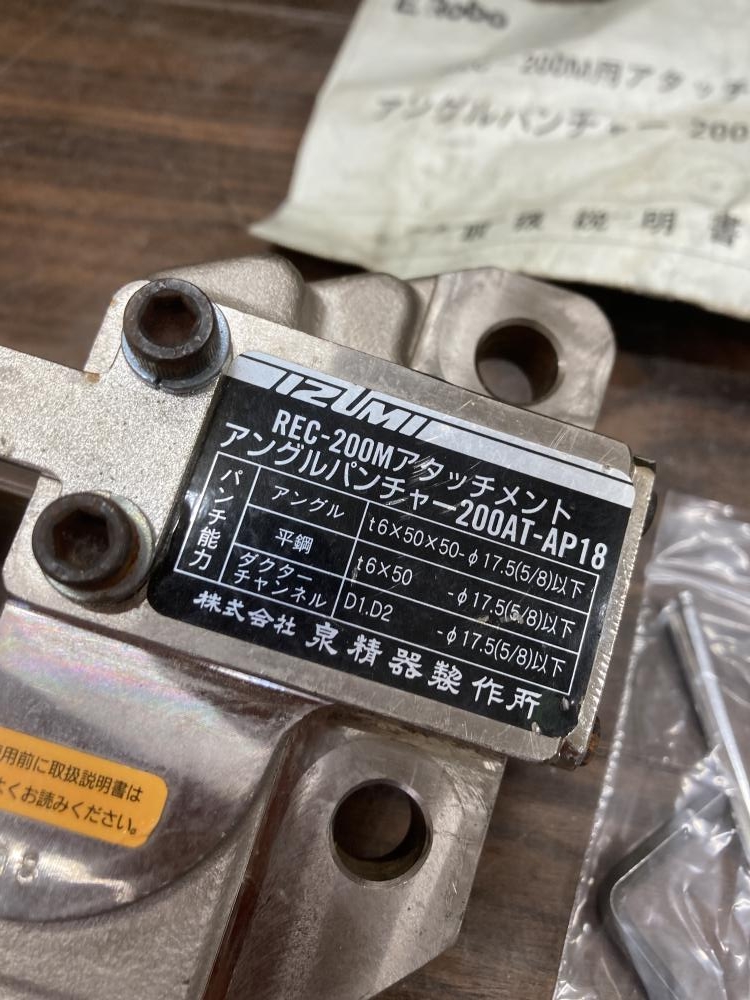 E Robo
REC-200M用アタッチ
アングルパンチャー 200
取扱説明書
IZUMI
REC-200Mアタッチメント
アングルパンチャー200AT-AP18
パンチ能力
アングル t6×50×50-φ17.5(5/8)以下
平鋼 t6×50 -φ17.5(5/8)以下
ダクターチャンネル D1.D2 -φ17.5(5/8)以下
株式会社 泉精器製作所
用前に取扱説明書は
よくお読みください。